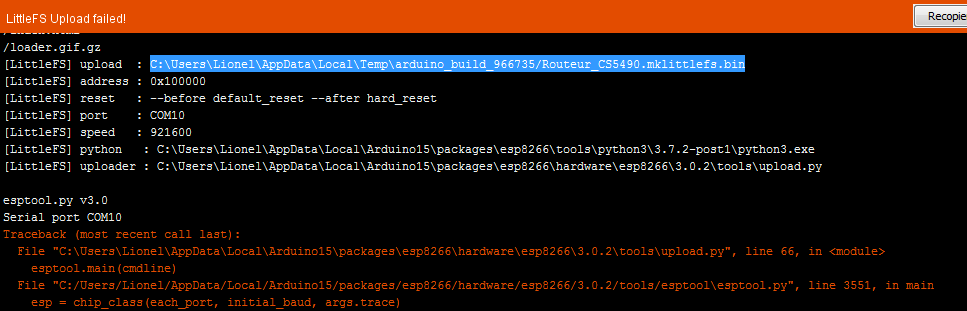 LittleFS Upload failed!
Recopie
/loader.gif.gz
[LittleFS] upload  : C:\Users\Lionel\AppData\Local\Temp\arduino_build_966735/Routeur_CS5490.mklittlefs.bin
[LittleFS] address : 0x100000
[LittleFS] reset   : --before default_reset --after hard_reset
[LittleFS] port    : COM10
[LittleFS] speed   : 921600
[LittleFS] python   : C:\Users\Lionel\AppData\Local\Arduino15\packages\esp8266\tools\python3\3.7.2-post1\python3.exe
[LittleFS] uploader : C:\Users\Lionel\AppData\Local\Arduino15\packages\esp8266\hardware\esp8266\3.0.2\tools\upload.py
esptool.py v3.0
Serial port COM10
Traceback (most recent call last):
  File "C:\Users\Lionel\AppData\Local\Arduino15\packages\esp8266\hardware\esp8266\3.0.2\tools\upload.py", line 66, in <module>
    esptool.main(cmdline)
  File "C:/Users/Lionel/AppData/Local/Arduino15/packages/esp8266/hardware/esp8266/3.0.2/tools/esptool\esptool.py", line 3551, in main
    esp = chip_class(each_port, initial_baud, args.trace)